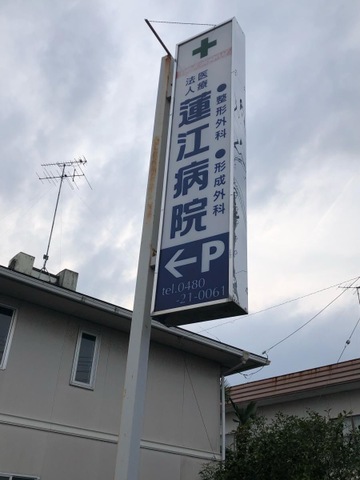 ●整形外科●形成外科
医療法人
蓮江病院
←P
tel.0480
-21-0061